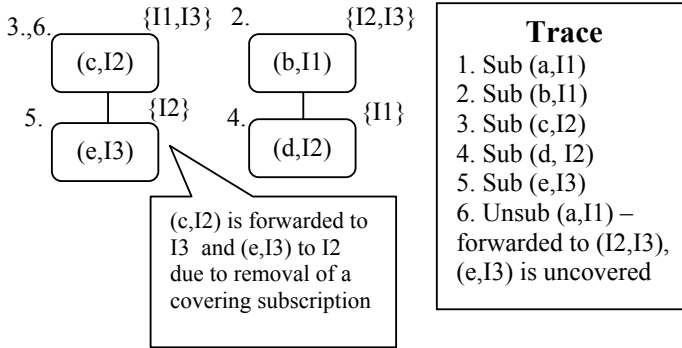 3.,6.
{I1,I3}
(c,I2)
5.
{I2}
(e,I3)
2.
{I2,I3}
(b,I1)
4.
{I1}
(d,I2)
(c,I2) is forwarded to
I3 and (e,I3) to I2
due to removal of a
covering subscription
Trace
1. Sub (a,I1)
2. Sub (b,I1)
3. Sub (c,I2)
4. Sub (d, I2)
5. Sub (e,I3)
6. Unsub (a,I1) –
forwarded to (I2,I3),
(e,I3) is uncovered